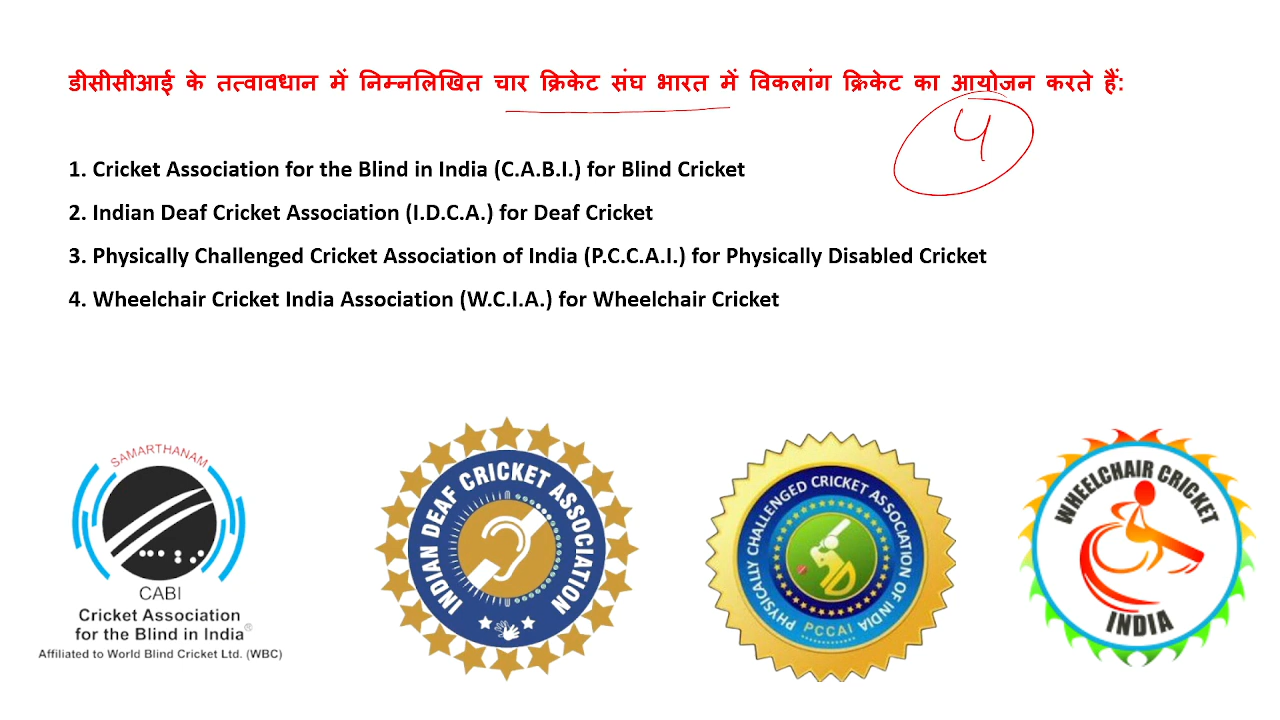 डीसीसीआई के तत्वावधान में निम्नलिखित चार क्रिकेट संघ भारत में विकलांग क्रिकेट का आयोजन करते हैं:
4
1. Cricket Association for the Blind in India (C.A.B.I.) for Blind Cricket
2. Indian Deaf Cricket Association (I.D.C.A.) for Deaf Cricket
3. Physically Challenged Cricket Association of India (P.C.C.A.I.) for Physically Disabled Cricket
4. Wheelchair Cricket India Association (W.C.I.A.) for Wheelchair Cricket
SAMARTHANAM
CABI
Cricket Association
for the Blind in India®
Affiliated to World Blind Cricket Ltd. (WBC)
INDIAN DEAF CRICKET ASSOCIATION
PHYSICALLY CHALLENGED CRICKET ASSOCIATION OF INDIA
PCCAI
WHEELCHAIR CRICKET
INDIA